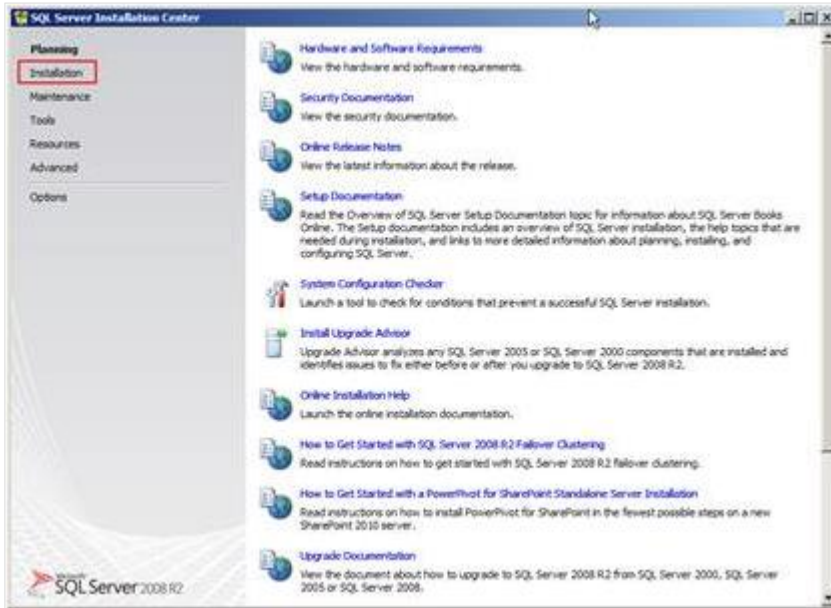 SQL Server Installation Center
Planning
Installation
Maintenance
Tools
Resources
Advanced
Options
Hardware and Software Requirements
View the hardware and software requirements.
Security Documentation
View the security documentation.
Online Release Notes
View the latest information about the release.
Setup Documentation
Read the Overview of SQL Server Setup Documentation topic for information about SQL Server Books
Online. The Setup documentation includes an overview of SQL Server installation, the help topics that are
needed during installation, and links to more detailed information about planning, installing, and
configuring SQL Server.
System Configuration Checker
Launch a tool to check for conditions that prevent a successful SQL Server installation.
Install Upgrade Advisor
Upgrade Advisor analyzes any SQL Server 2005 or SQL Server 2000 components that are installed and
identifies issues to fix either before or after you upgrade to SQL Server 2008 R2.
Online Installation Help
Launch the online installation documentation.
How to Get Started with SQL Server 2008 R2 Failover Clustering
Read instructions on how to get started with SQL Server 2008 R2 failover clustering.
How to Get Started with a PowerPivot for SharePoint Standalone Server Installation
Read instructions on how to install PowerPivot for SharePoint in the fewest possible steps on a new
SharePoint 2010 server.
Upgrade Documentation
View the document about how to upgrade to SQL Server 2008 R2 from SQL Server 2000, SQL Server
2005 or SQL Server 2008.
Microsoft
SQL Server 2008 R2